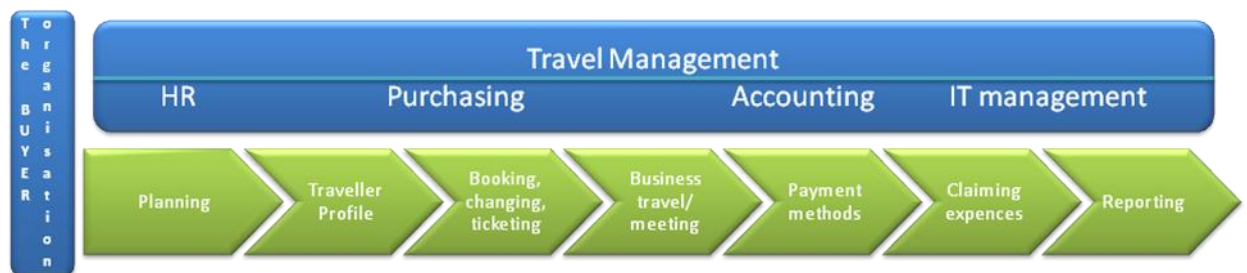 The BUYER
organisation
Travel Management
HR Purchasing Accounting IT management
Planning
Traveller
Profile
Booking,
changing,
ticketing
Business
travel/
meeting
Payment
methods
Claiming
expences
Reporting